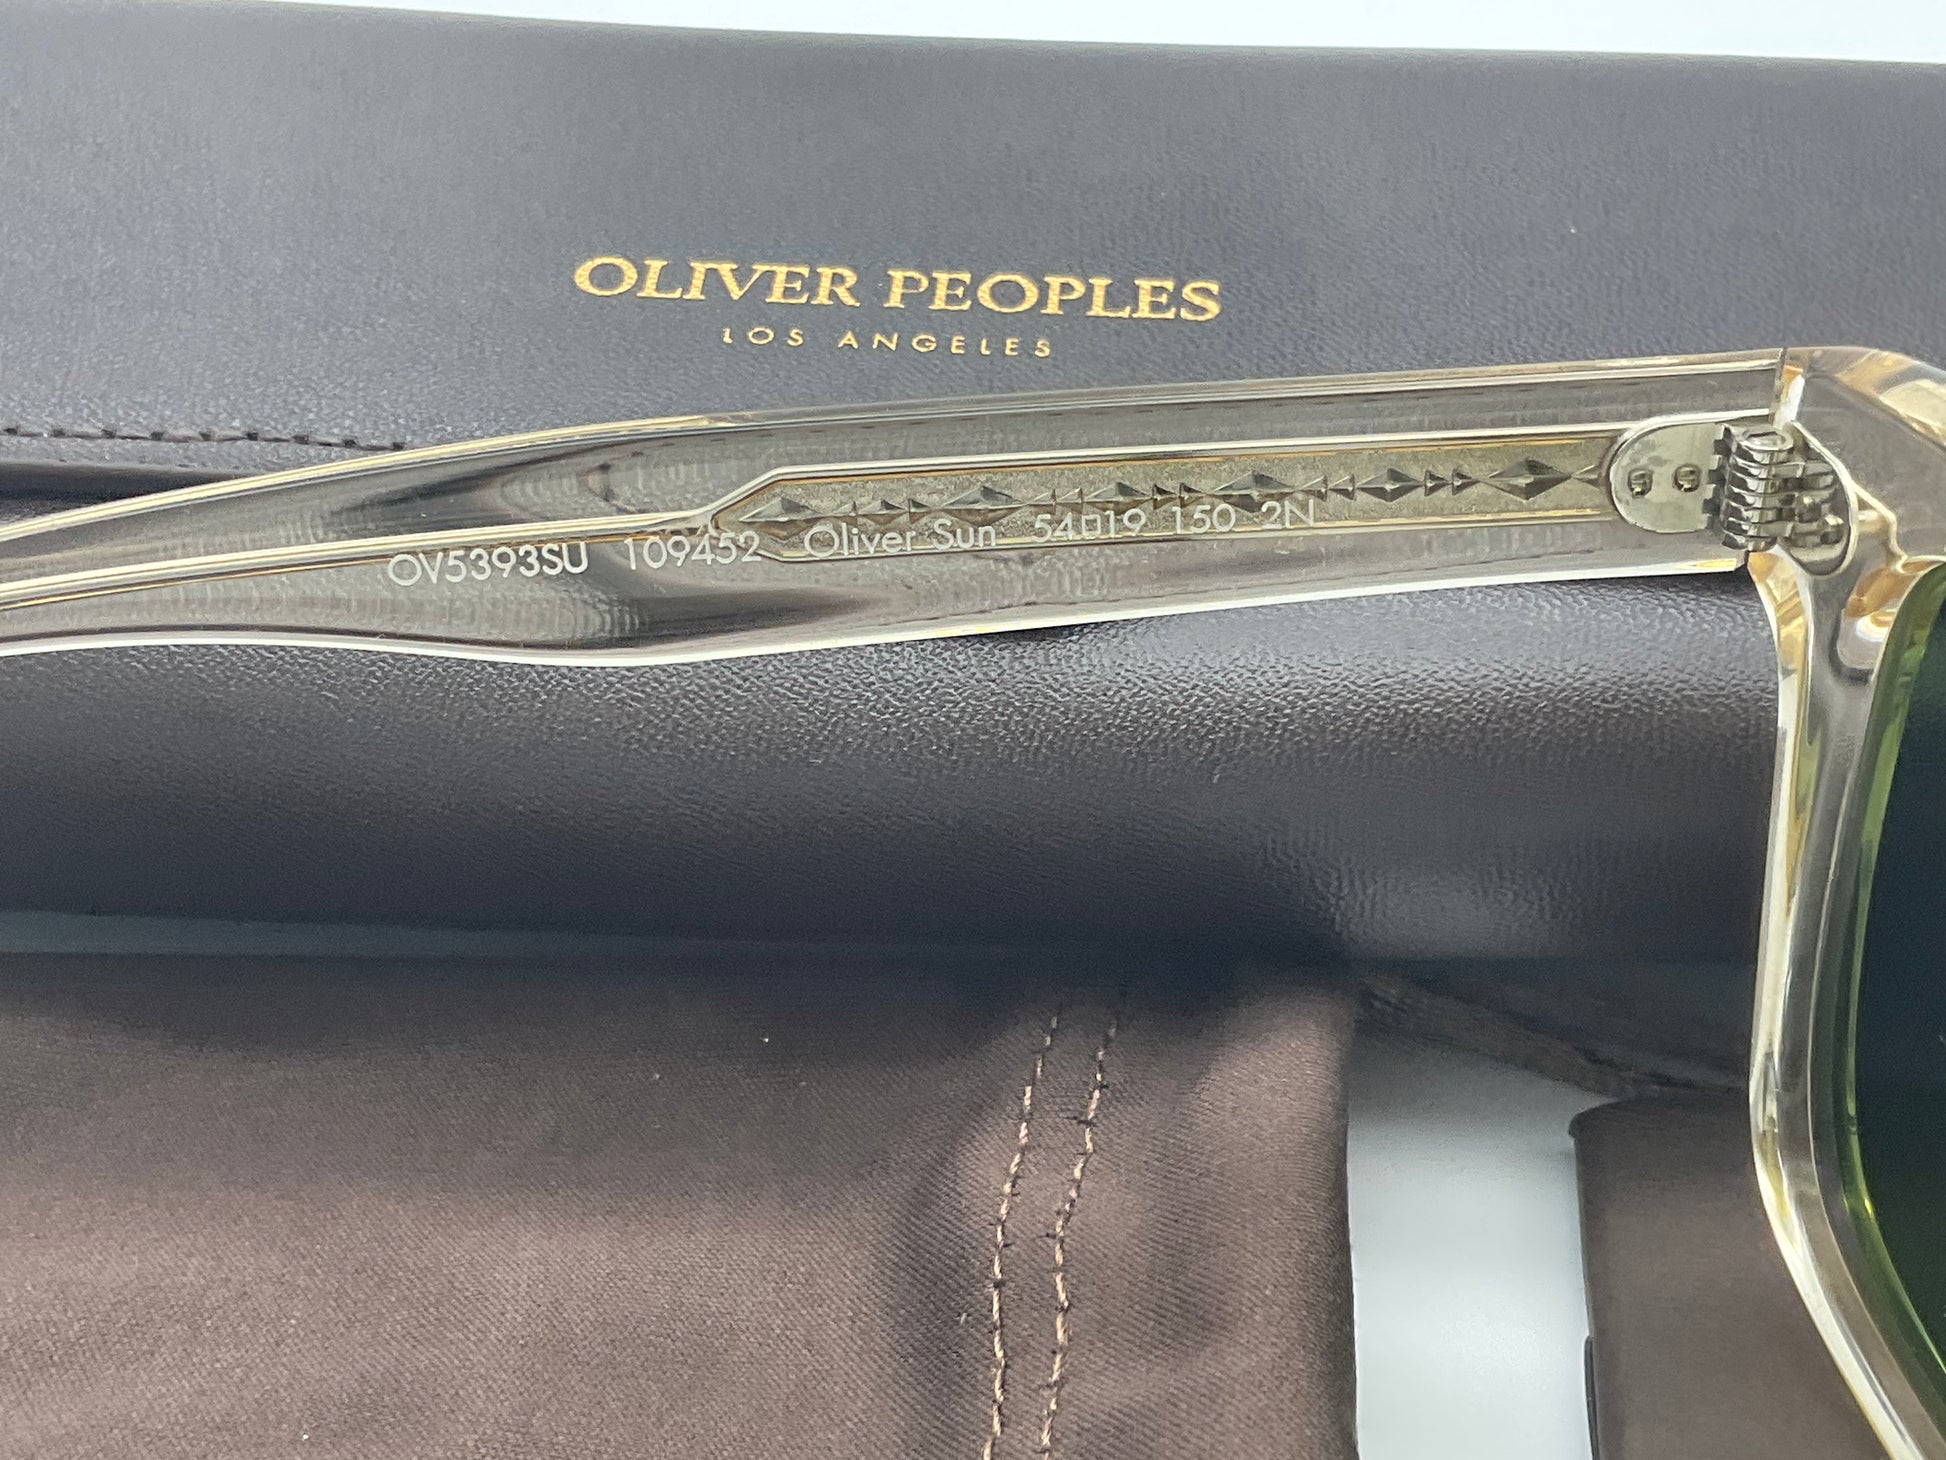 OLIVER PEOPLES
LOS ANGELES
OV5393SU 109452 Oliver Sun 54□19 150 2N